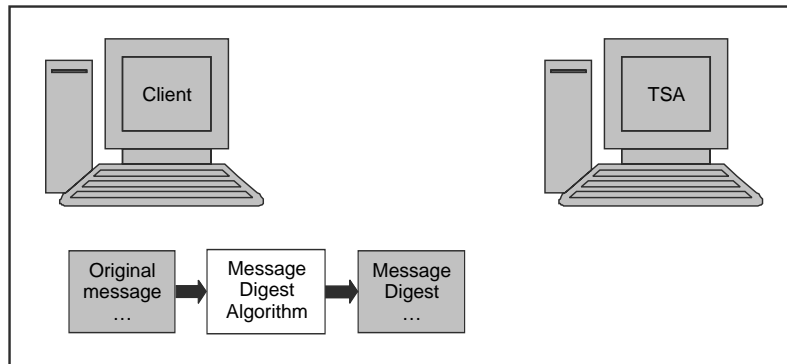 Client
TSA
Original
message
…
Message
Digest
Algorithm
Message
Digest
…